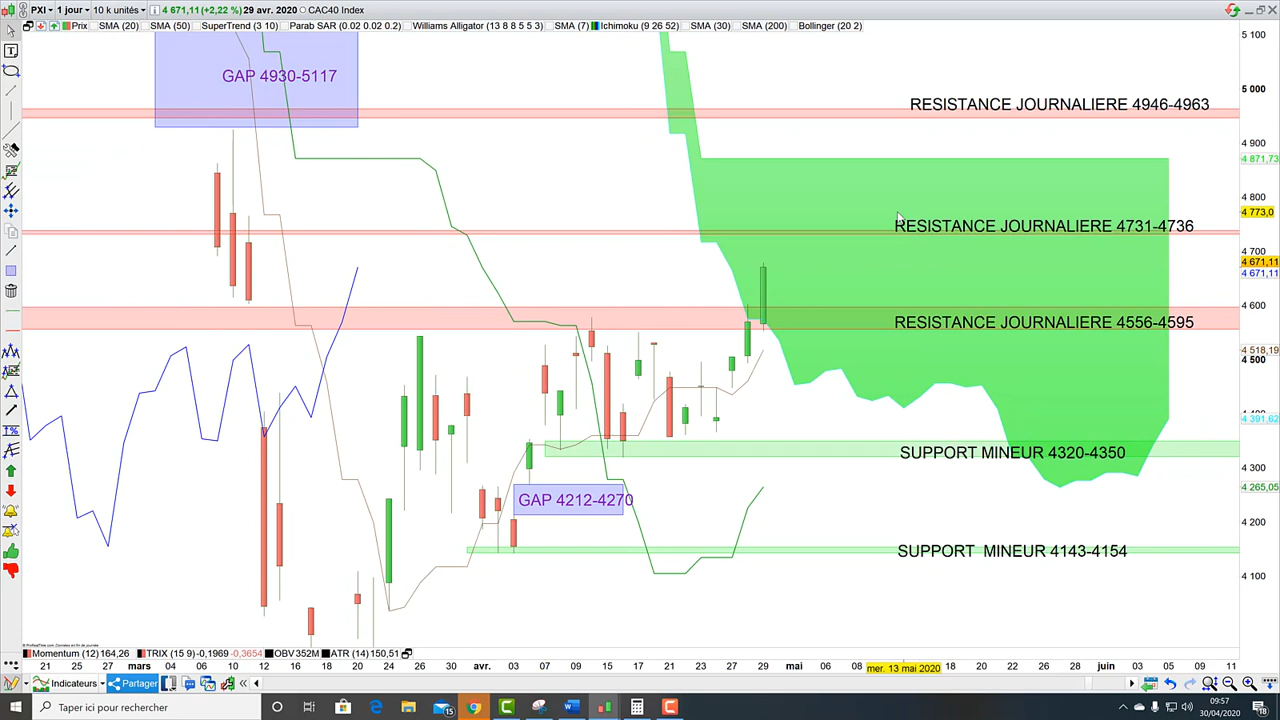 PXI 1 jour 10 k unités 4 671,11 (+2,22 %) 29 avr. 2020 CAC40 Index
Prix SMA (20) SMA (50) SuperTrend (3 10) Parab SAR (0.02 0.02 0.2) Williams Alligator (13 8 8 5 5 3) SMA (7) Ichimoku (9 26 52) SMA (30) SMA (200) Bollinger (20 2)
5 100
GAP 4930-5117
5 000
RESISTANCE JOURNALIERE 4946-4963
4 900
4 871,73
4 800
4 773,0
RESISTANCE JOURNALIERE 4731-4736
4 700
4 671,11
4 671,11
4 600
RESISTANCE JOURNALIERE 4556-4595
4 518,19
4 500
4 391,62
SUPPORT MINEUR 4320-4350
4 300
4 265,05
GAP 4212-4270
4 200
SUPPORT  MINEUR 4143-4154
4 100
Momentum (12) 164,26 TRIX (15 9) -0,1969 -0,3654 OBV 352M ATR (14) 150,51
21 25 27 mars 04 06 10 12 16 18 20 24 26 30 avr. 03 07 09 15 17 21 23 27 29 mai 06 08 mer. 13 mai 2020 18 20 22 26 28 juin 03 05 09 11
Indicateurs Partager
Taper ici pour rechercher
15
09:57
30/04/2020